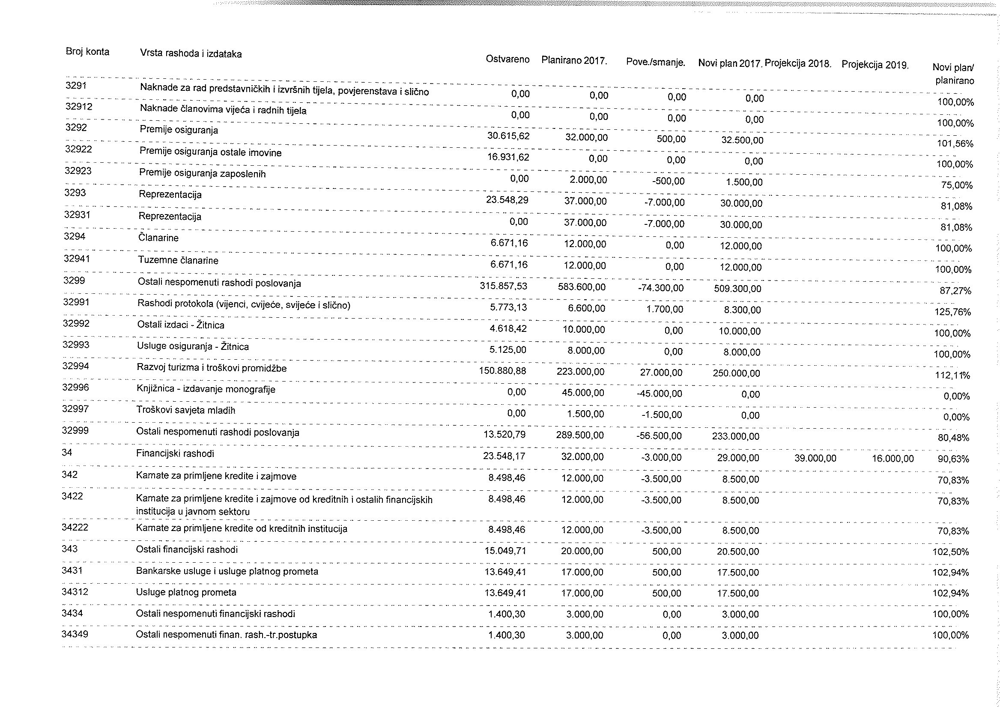 Broj konta Vrsta rashoda i izdataka Ostvareno Planirano 2017. Pove./smanje. Novi plan 2017. Projekcija 2018. Projekcija 2019. Novi plan/
planirano
3291 Naknade za rad predstavničkih i izvršnih tijela, povjerenstava i slično 0,00 0,00 0,00 0,00 100,00%
32912 Naknade članovima vijeća i radnih tijela 0,00 0,00 0,00 0,00 100,00%
3292 Premije osiguranja 30.615,62 32.000,00 500,00 32.500,00 101,56%
32922 Premije osiguranja ostale imovine 16.931,62 0,00 0,00 0,00 100,00%
32923 Premije osiguranja zaposlenih 0,00 2.000,00 -500,00 1.500,00 75,00%
3293 Reprezentacija 23.548,29 37.000,00 -7.000,00 30.000,00 81,08%
32931 Reprezentacija 0,00 37.000,00 -7.000,00 30.000,00 81,08%
3294 Članarine 6.671,16 12.000,00 0,00 12.000,00 100,00%
32941 Tuzemne članarine 6.671,16 12.000,00 0,00 12.000,00 100,00%
3299 Ostali nespomenuti rashodi poslovanja 315.857,53 583.600,00 -74.300,00 509.300,00 87,27%
32991 Rashodi protokola (vijenci, cvijeće, svijeće i slično) 5.773,13 6.600,00 1.700,00 8.300,00 125,76%
32992 Ostali izdaci - Žitnica 4.618,42 10.000,00 0,00 10.000,00 100,00%
32993 Usluge osiguranja - Žitnica 5.125,00 8.000,00 0,00 8.000,00 100,00%
32994 Razvoj turizma i troškovi promidžbe 150.880,88 223.000,00 27.000,00 250.000,00 112,11%
32996 Knjižnica - izdavanje monografije 0,00 45.000,00 -45.000,00 0,00 0,00%
32997 Troškovi savjeta mladih 0,00 1.500,00 -1.500,00 0,00 0,00%
32999 Ostali nespomenuti rashodi poslovanja 13.520,79 289.500,00 -56.500,00 233.000,00 80,48%
34 Financijski rashodi 23.548,17 32.000,00 -3.000,00 29.000,00 39.000,00 16.000,00 90,63%
342 Kamate za primljene kredite i zajmove 8.498,46 12.000,00 -3.500,00 8.500,00 70,83%
3422 Kamate za primljene kredite i zajmove od kreditnih i ostalih financijskih 8.498,46 12.000,00 -3.500,00 8.500,00 70,83%
institucija u javnom sektoru
34222 Kamate za primljene kredite od kreditnih institucija 8.498,46 12.000,00 -3.500,00 8.500,00 70,83%
343 Ostali financijski rashodi 15.049,71 20.000,00 500,00 20.500,00 102,50%
3431 Bankarske usluge i usluge platnog prometa 13.649,41 17.000,00 500,00 17.500,00 102,94%
34312 Usluge platnog prometa 13.649,41 17.000,00 500,00 17.500,00 102,94%
3434 Ostali nespomenuti financijski rashodi 1.400,30 3.000,00 0,00 3.000,00 100,00%
34349 Ostali nespomenuti finan. rash.-tr.postupka 1.400,30 3.000,00 0,00 3.000,00 100,00%